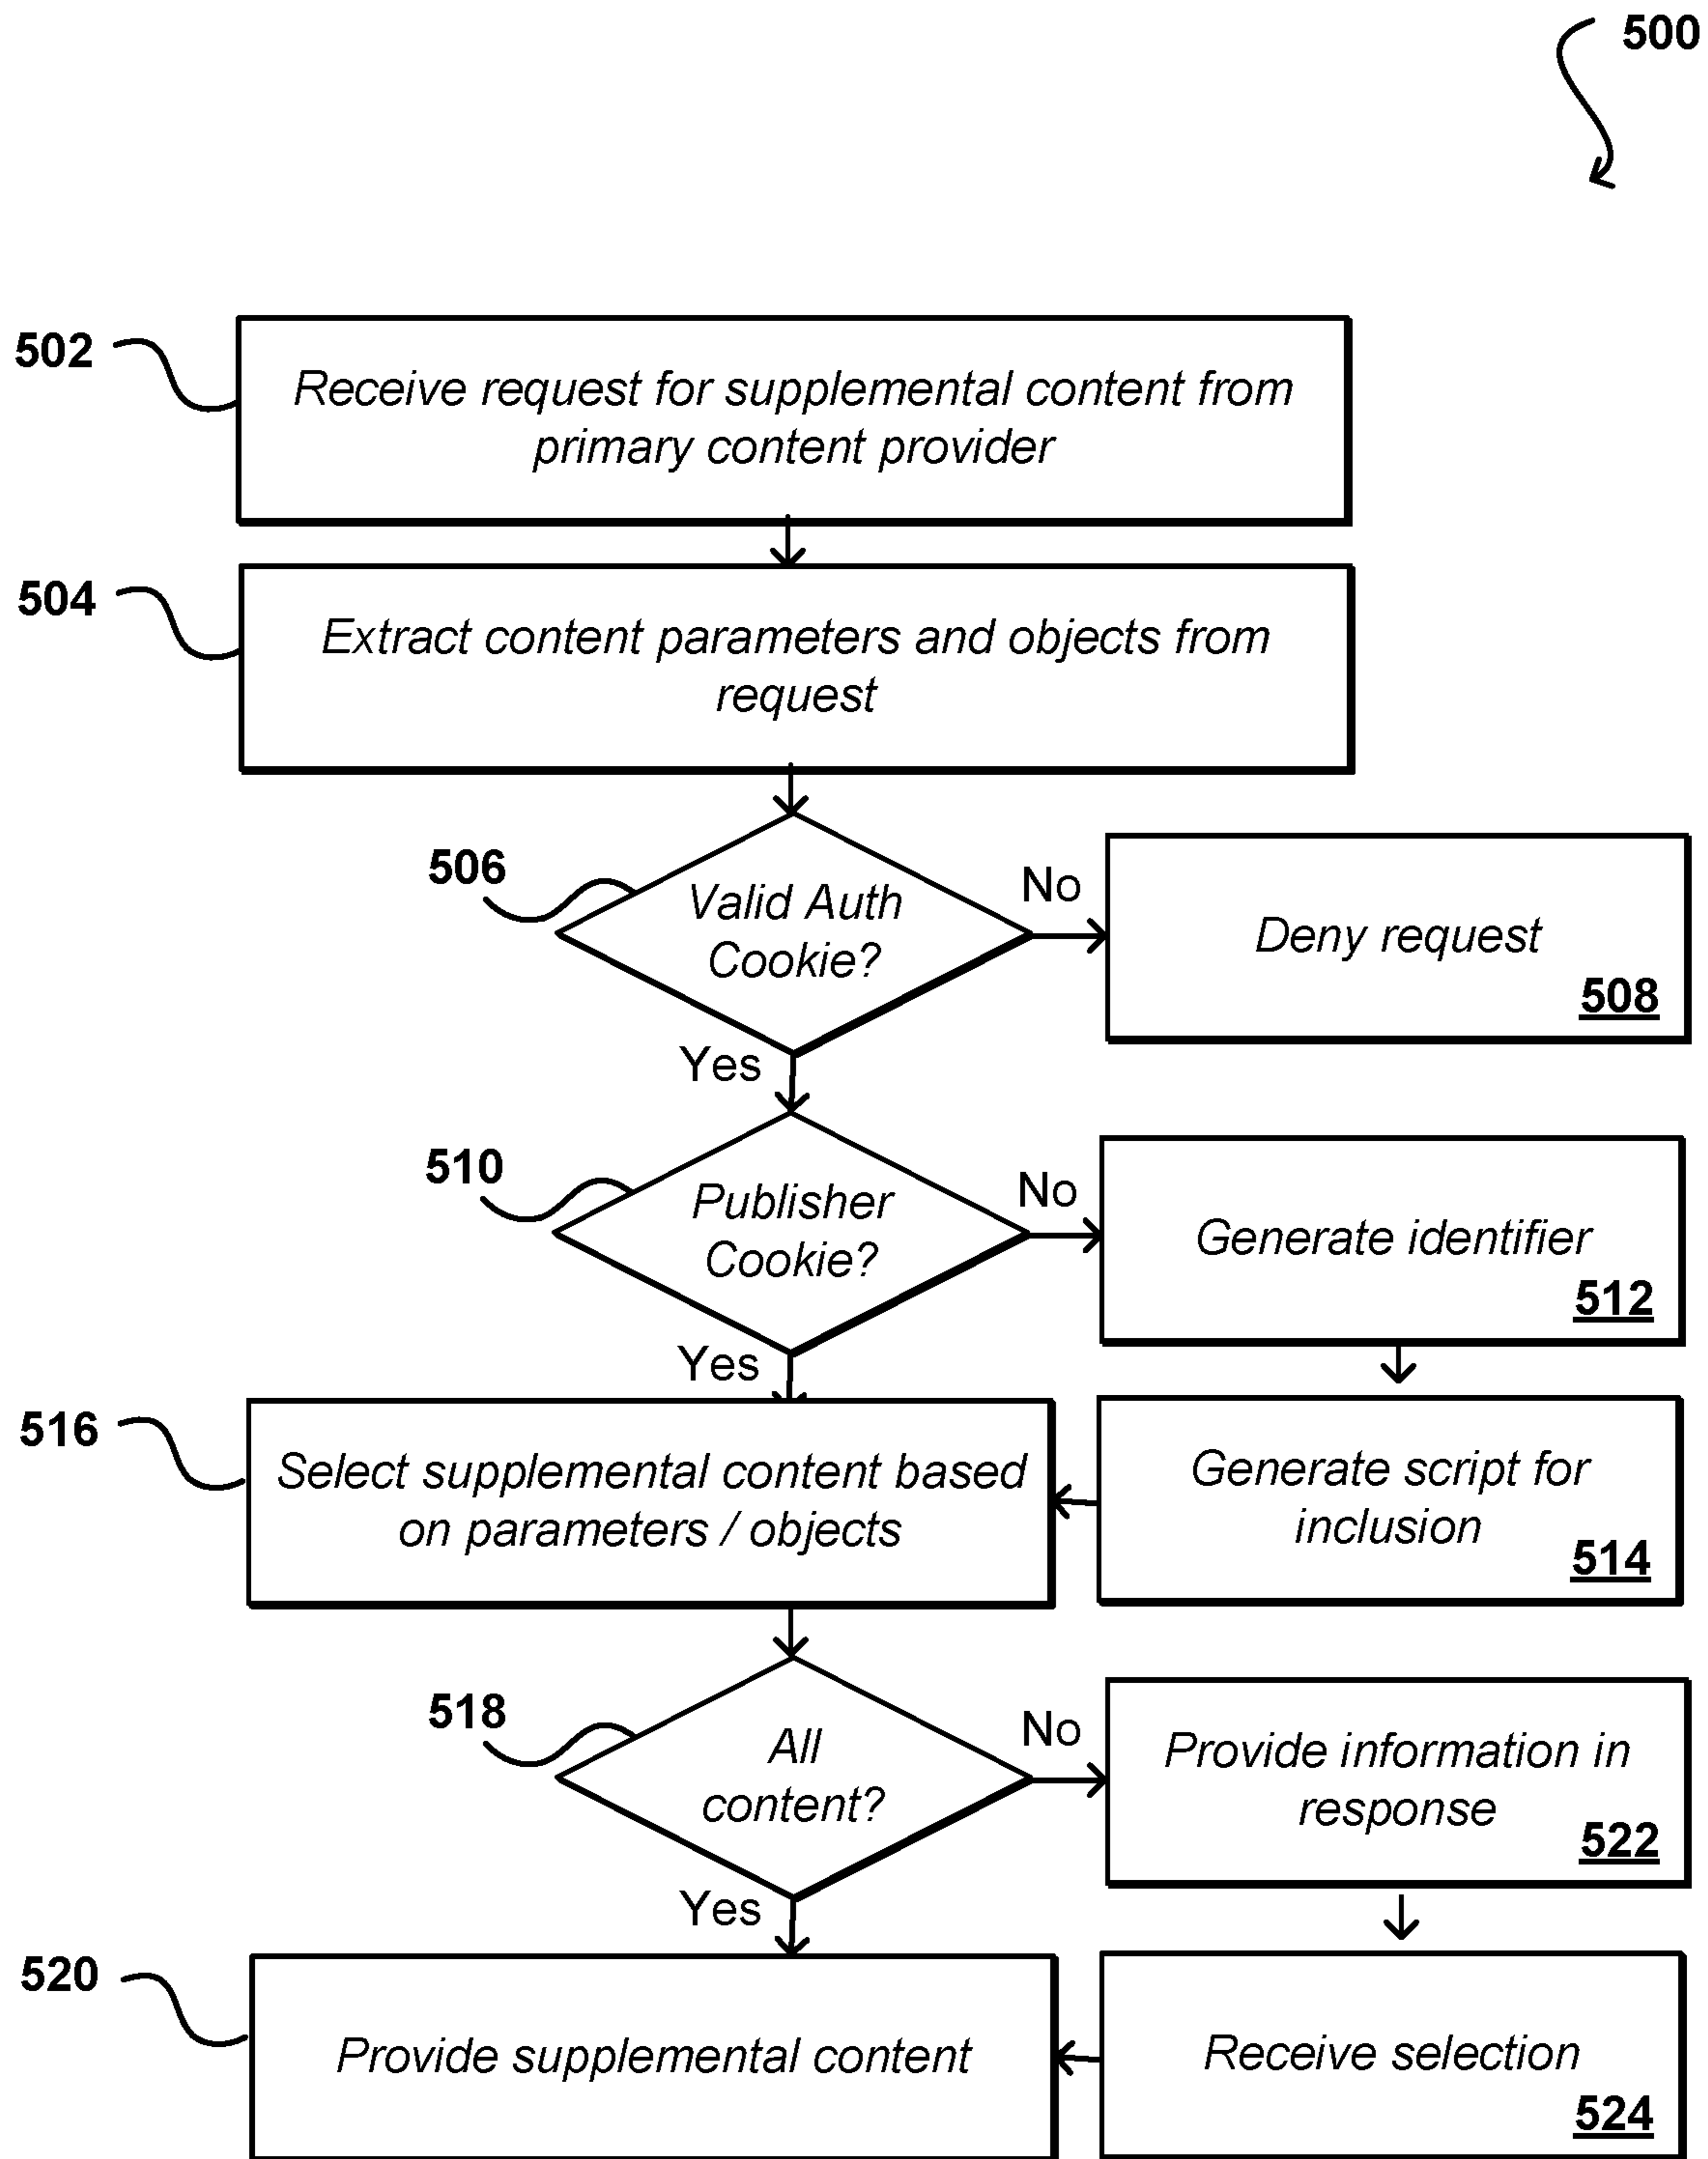 500
502
Receive request for supplemental content from
primary content provider
504
Extract content parameters and objects from
request
506
Valid Auth
Cookie?
No
Deny request
508
Yes
510
Publisher
Cookie?
No
Generate identifier
512
Yes
516
Select supplemental content based
on parameters / objects
Generate script for
inclusion
514
518
All
content?
No
Provide information in
response
522
Yes
520
Provide supplemental content
Receive selection
524